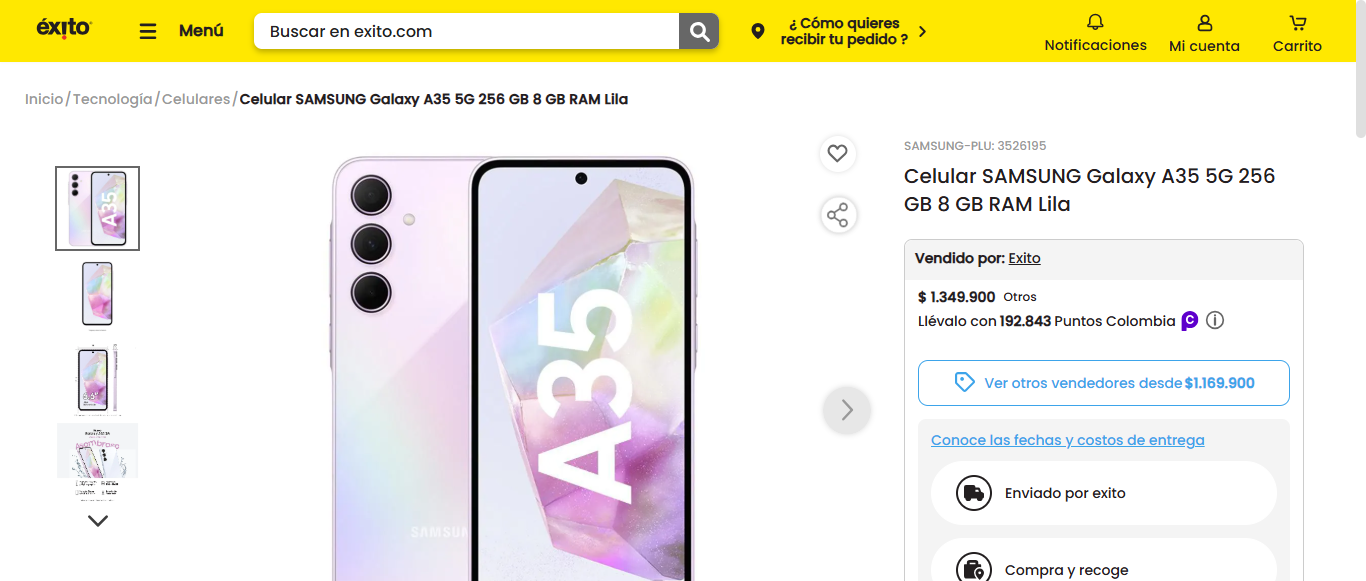 éxito
Menú
Buscar en exito.com
¿ Cómo quieres
recibir tu pedido ?
Notificaciones
Mi cuenta
Carrito
Inicio/Tecnología/Celulares/Celular SAMSUNG Galaxy A35 5G 256 GB 8 GB RAM Lila
A35
A35
SAMSUNG
SAMSUNG-PLU: 3526195
Celular SAMSUNG Galaxy A35 5G 256
GB 8 GB RAM Lila
Vendido por: Exito
$ 1.349.900 Otros
Llévalo con 192.843 Puntos Colombia
Ver otros vendedores desde $1.169.900
Conoce las fechas y costos de entrega
Enviado por exito
Compra y recoge